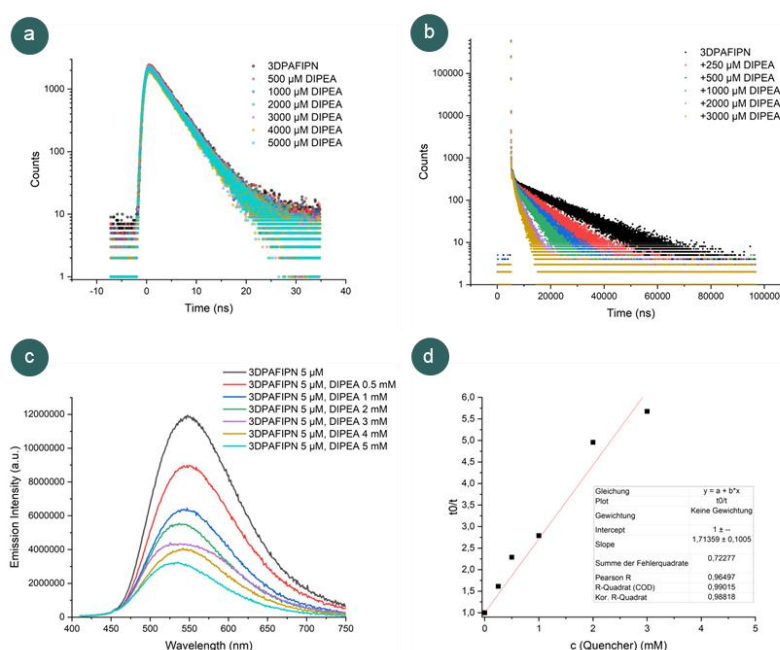 a
3DPAFIPN
500 µM DIPEA
1000 µM DIPEA
2000 µM DIPEA
3000 µM DIPEA
4000 µM DIPEA
5000 µM DIPEA
Counts
1000
100
10
1
-10
0
10
20
30
40
Time (ns)
b
3DPAFIPN
+250 µM DIPEA
+500 µM DIPEA
+1000 µM DIPEA
+2000 µM DIPEA
+3000 µM DIPEA
Counts
100000
10000
1000
100
10
1
0
20000
40000
60000
80000
100000
Time (ns)
c
3DPAFIPN 5 µM
3DPAFIPN 5 µM, DIPEA 0.5 mM
3DPAFIPN 5 µM, DIPEA 1 mM
3DPAFIPN 5 µM, DIPEA 2 mM
3DPAFIPN 5 µM, DIPEA 3 mM
3DPAFIPN 5 µM, DIPEA 4 mM
3DPAFIPN 5 µM, DIPEA 5 mM
Emission Intensity (a.u.)
12000000
10000000
8000000
6000000
4000000
2000000
0
400
450
500
550
600
650
700
750
Wavelength (nm)
d
t0/t
6,0
5,5
5,0
4,5
4,0
3,5
3,0
2,5
2,0
1,5
1,0
Gleichung y = a + b*x
Plot t0/t
Gewichtung Keine Gewichtung
Intercept 1 ± --
Slope 1,71359 ± 0,1005
Summe der Fehlerquadrate 0,72277
Pearson R 0,96497
R-Quadrat (COD) 0,99015
Kor. R-Quadrat 0,98818
0
1
2
3
4
5
c (Quencher) (mM)